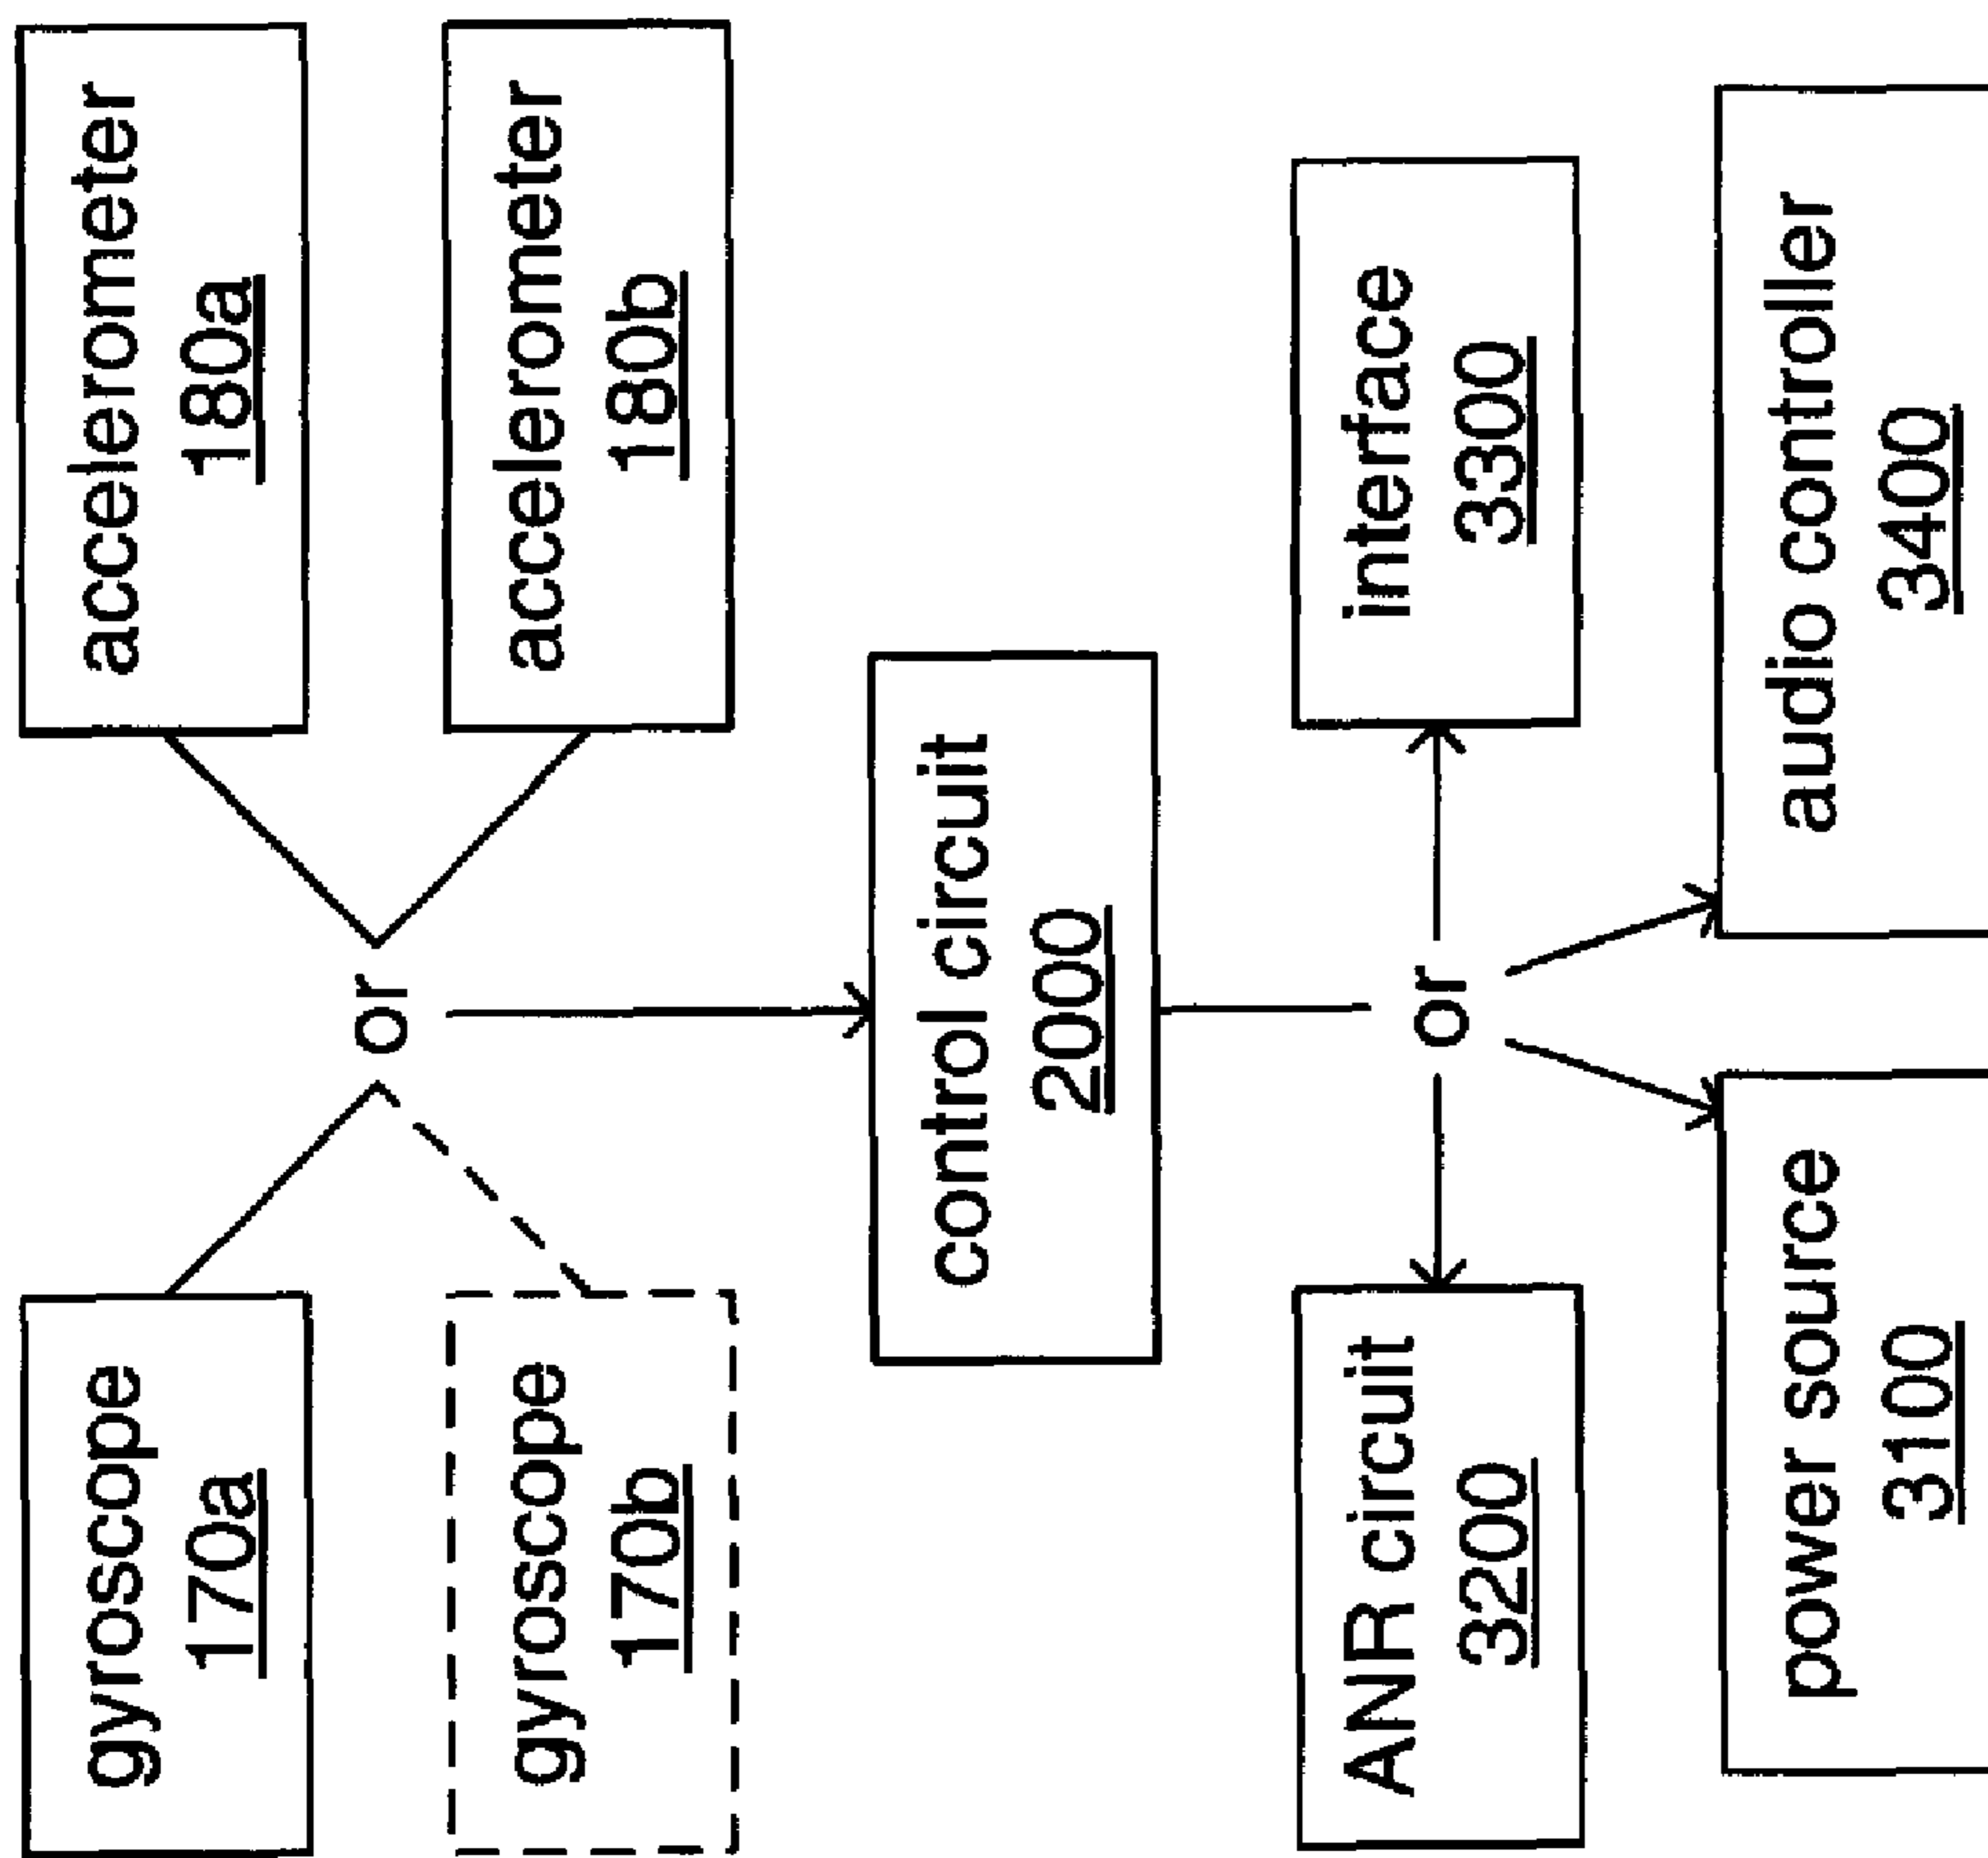 gyroscope
170a
gyroscope
170b
or
accelerometer
180a
accelerometer
180b
control circuit
2000
ANR circuit
3200
or
interface
3300
power source
3100
audio controller
3400